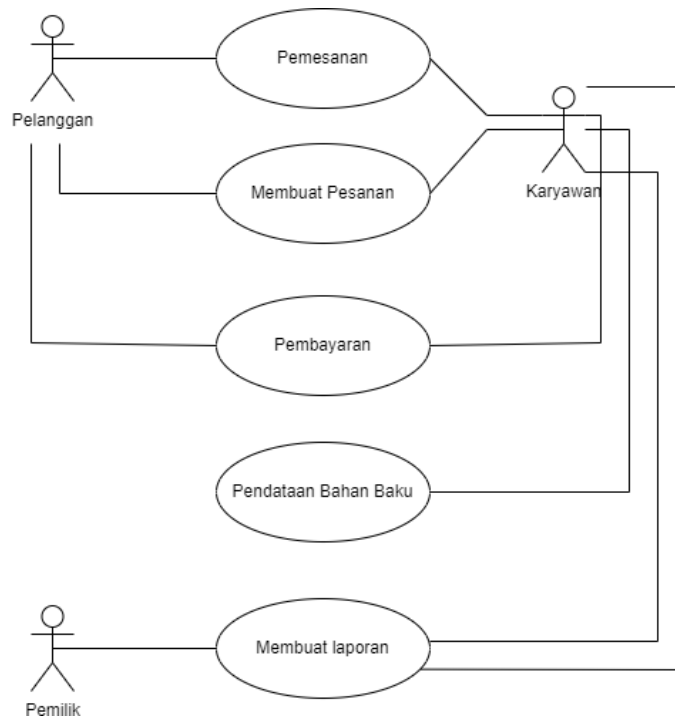 Pemesanan
Pelanggan
Membuat Pesanan
Karyawan
Pembayaran
Pendataan Bahan Baku
Membuat laporan
Pemilik